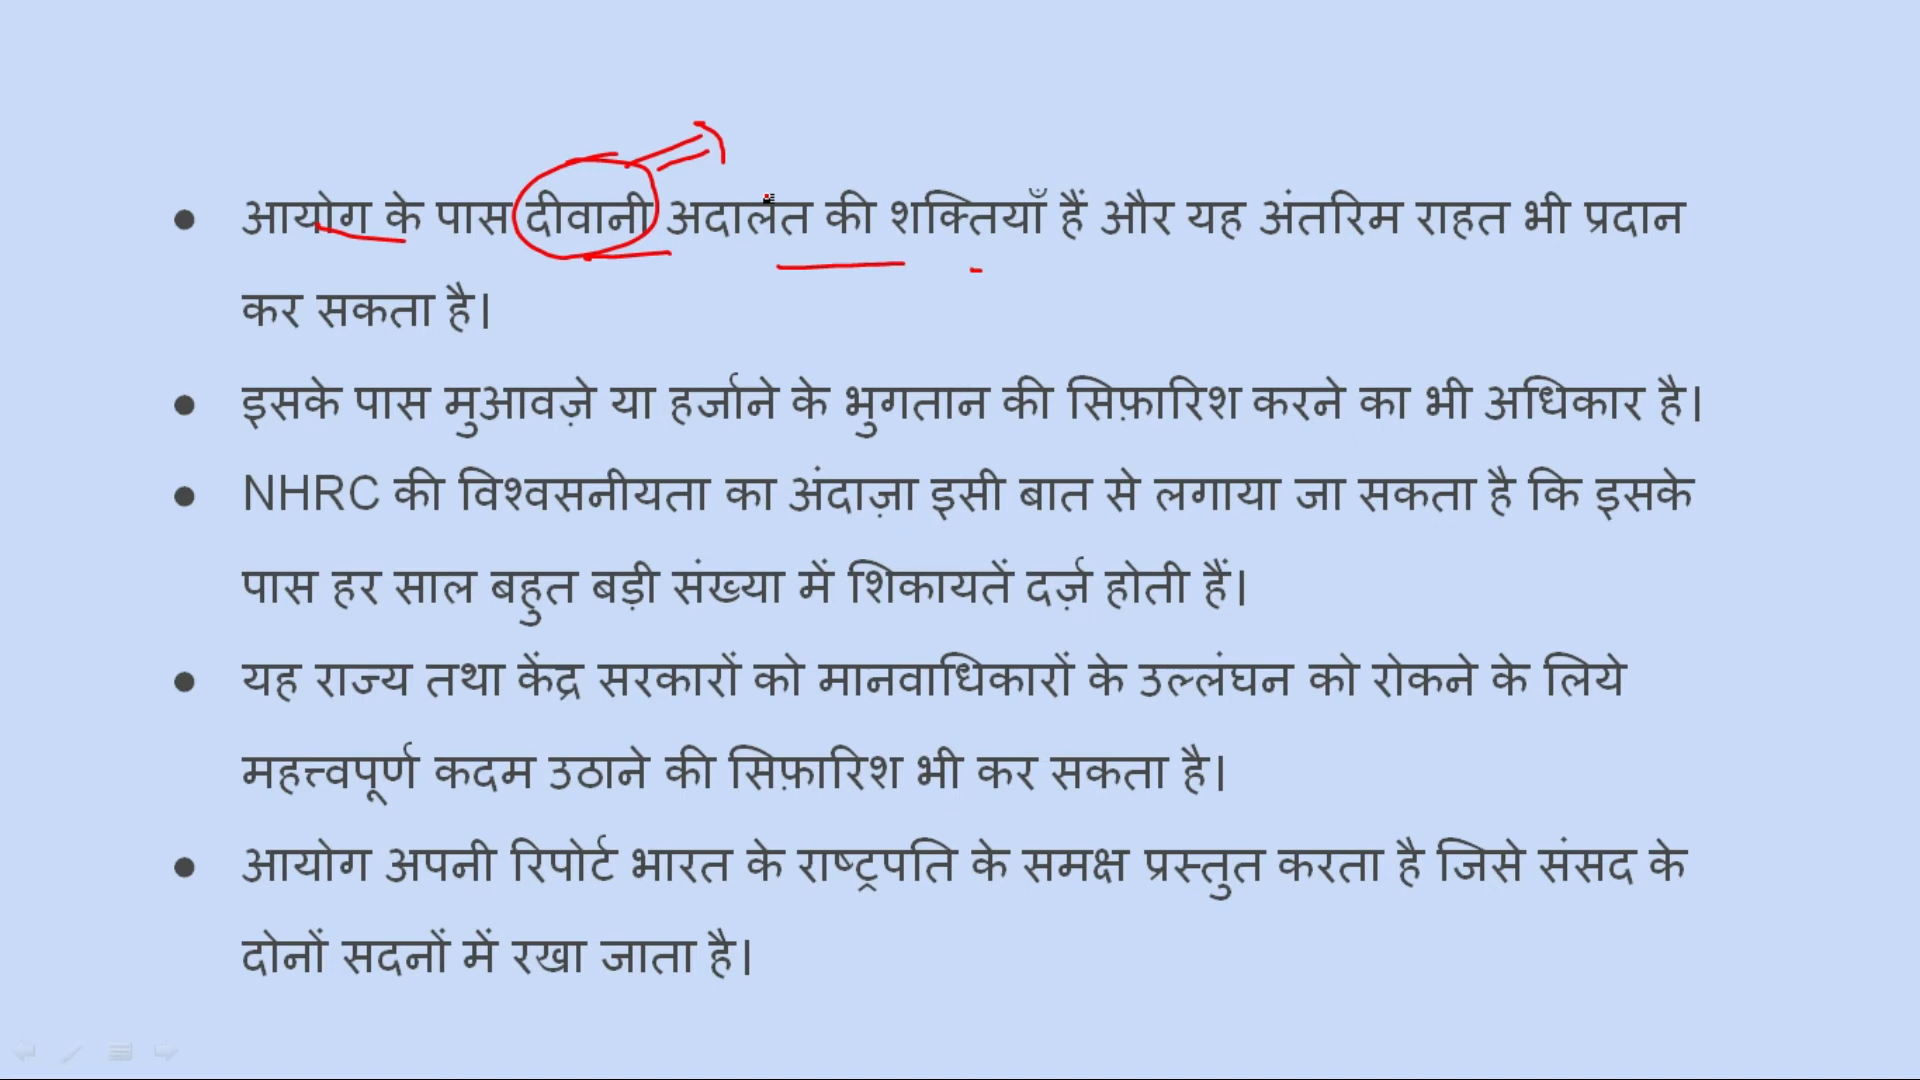 ● आयोग के पास दीवानी अदालत की शक्तियाँ हैं और यह अंतरिम राहत भी प्रदान
कर सकता है।
● इसके पास मुआवज़े या हर्जाने के भुगतान की सिफ़ारिश करने का भी अधिकार है।
● NHRC की विश्वसनीयता का अंदाज़ा इसी बात से लगाया जा सकता है कि इसके
पास हर साल बहुत बड़ी संख्या में शिकायतें दर्ज़ होती हैं।
● यह राज्य तथा केंद्र सरकारों को मानवाधिकारों के उल्लंघन को रोकने के लिये
महत्त्वपूर्ण कदम उठाने की सिफ़ारिश भी कर सकता है।
● आयोग अपनी रिपोर्ट भारत के राष्ट्रपति के समक्ष प्रस्तुत करता है जिसे संसद के
दोनों सदनों में रखा जाता है।